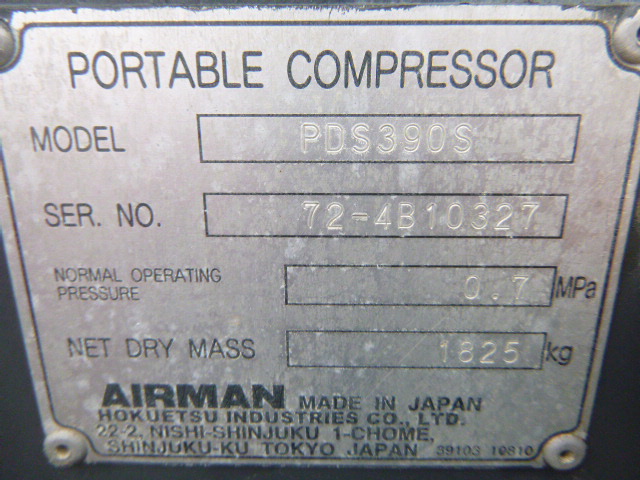 PORTABLE COMPRESSOR
MODEL PDS390S
SER. NO. 72-4B10327
NORMAL OPERATING
PRESSURE 0.7 MPa
NET DRY MASS 1825 kg
AIRMAN MADE IN JAPAN
HOKUETSU INDUSTRIES CO., LTD.
22-2, NISHI-SHINJUKU 1-CHOME,
SHINJUKU-KU TOKYO JAPAN 39103 10810